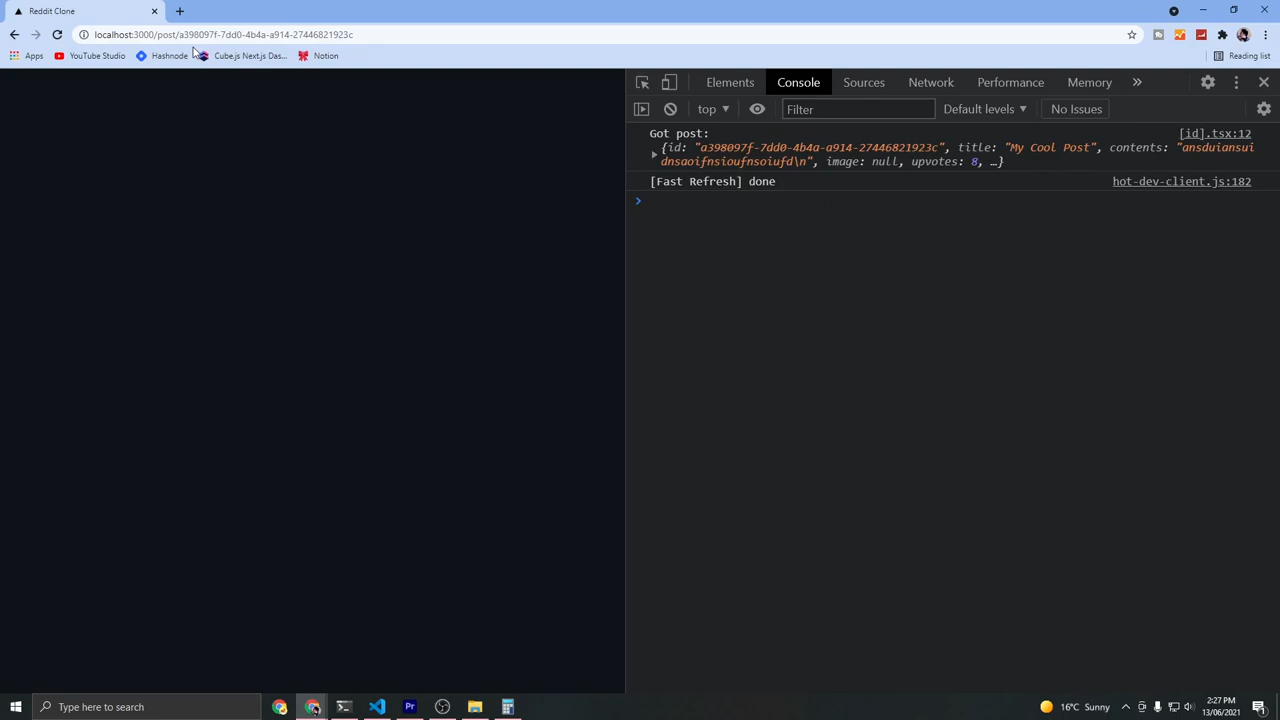 Reddit Clone
localhost:3000/post/a398097f-7dd0-4b4a-a914-27446821923c
Apps YouTube Studio Hashnode Cube.js Next.js Das... Notion Reading list
Elements Console Sources Network Performance Memory »
top Filter Default levels No Issues
Got post: [id].tsx:12
{id: "a398097f-7dd0-4b4a-a914-27446821923c", title: "My Cool Post", contents: "ansduiansui
dnsaoifnsioufnsoiufd\n", image: null, upvotes: 8, …}
[Fast Refresh] done hot-dev-client.js:182
>
Type here to search
Pr
16°C Sunny
2:27 PM
13/06/2021
1